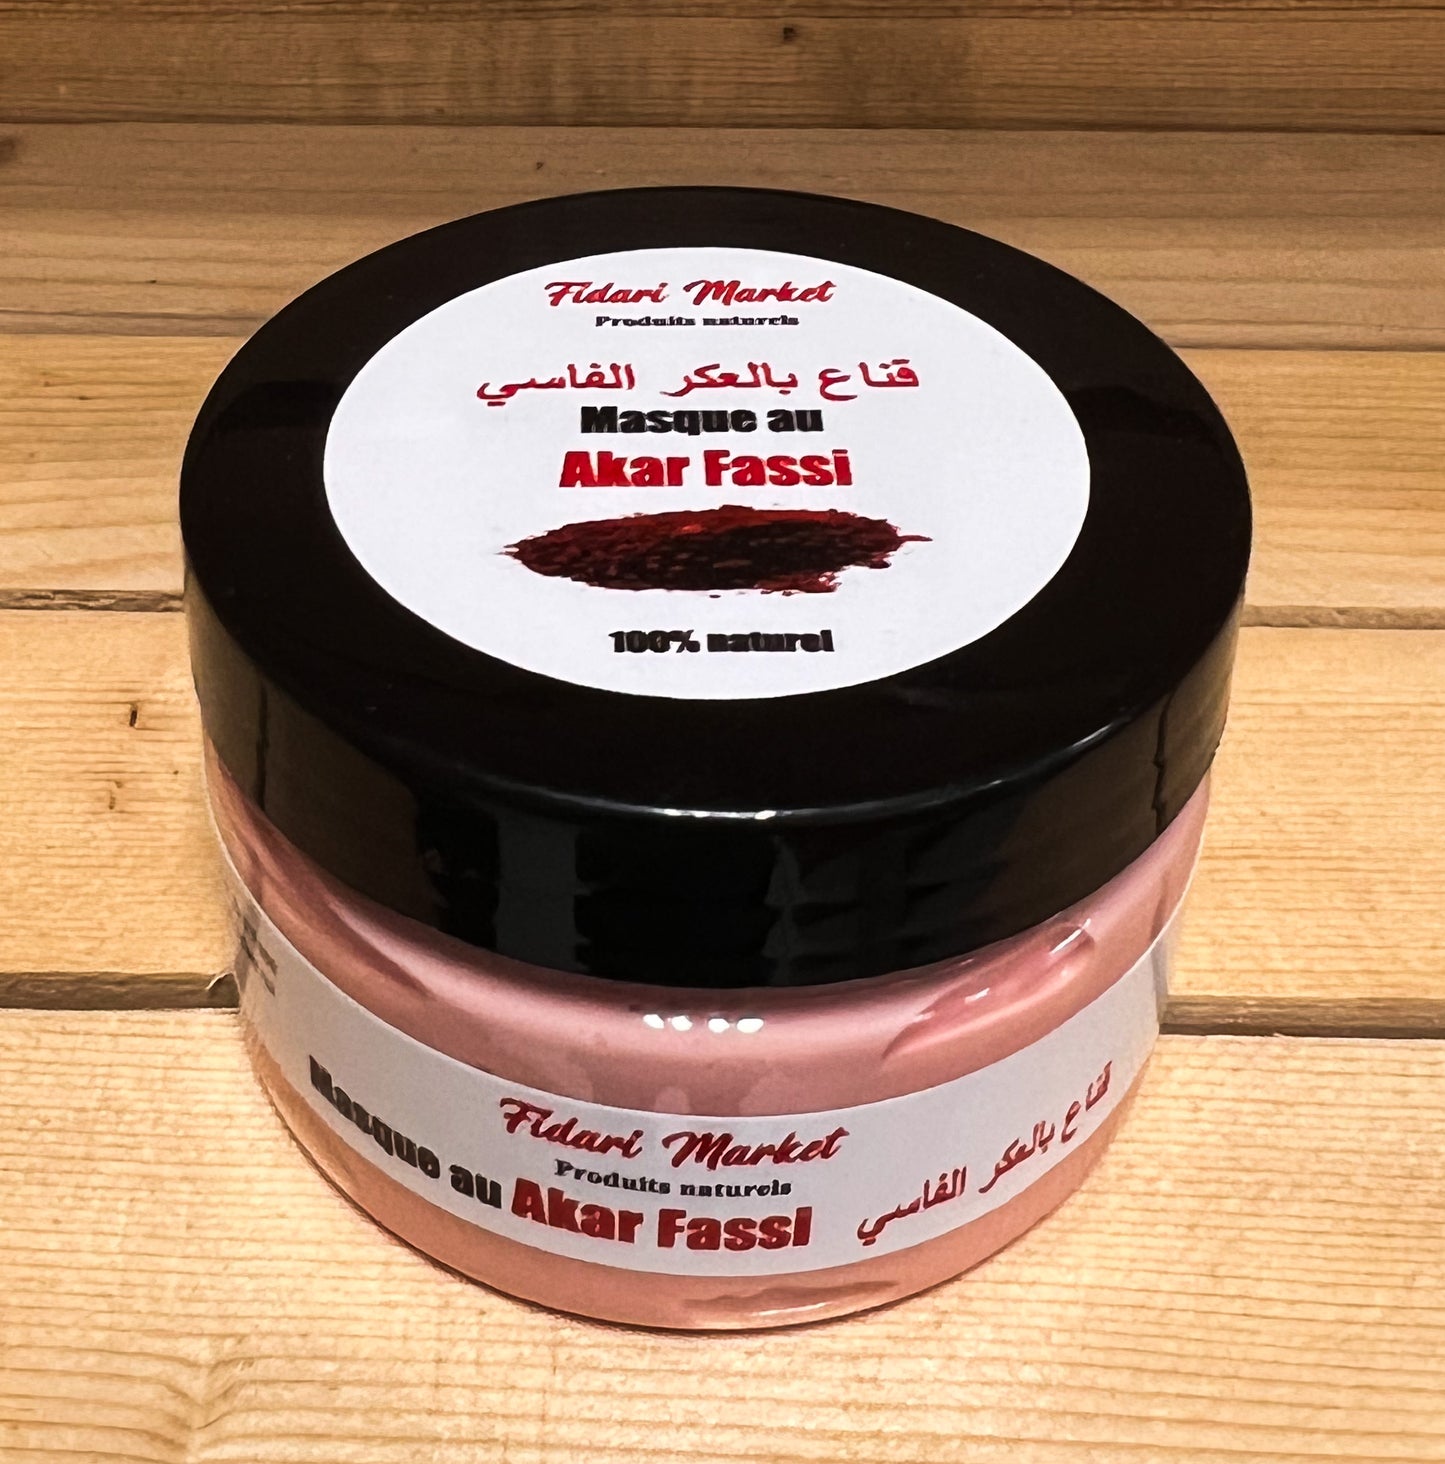 Fidari Market
Produits naturels
قناع بالعكر الفاسي
Masque au
Akar Fassi
100% naturel
Fidari Market
Produits naturels
Masque au Akar Fassi
قناع بالعكر الفاسي